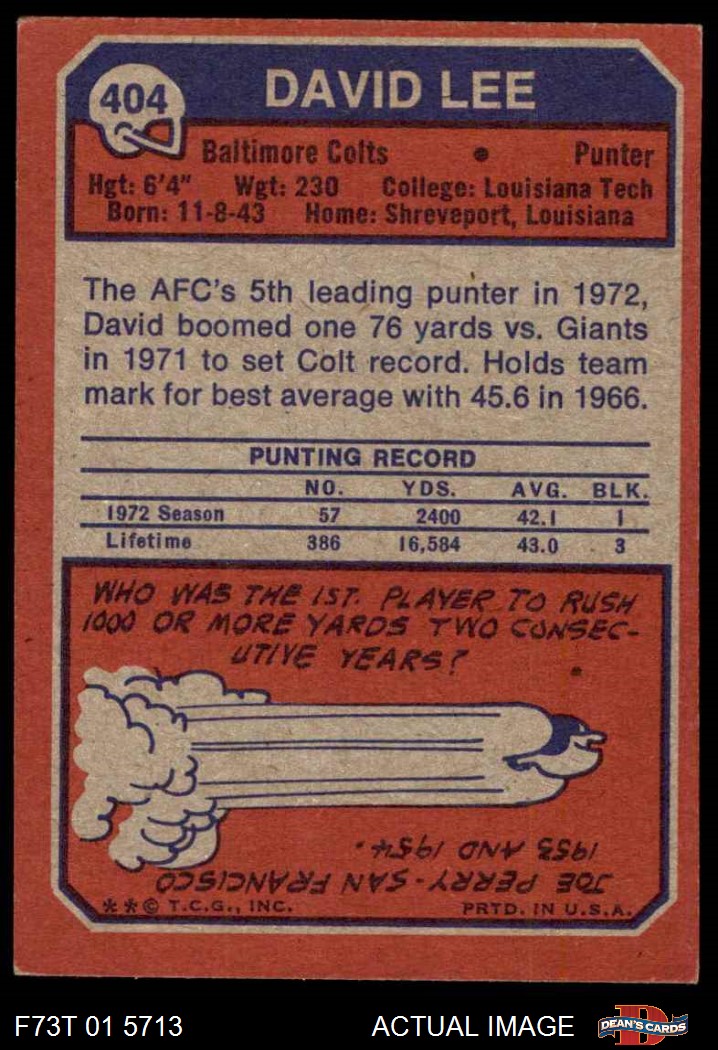 404
DAVID LEE
Baltimore Colts • Punter
Hgt: 6'4" Wgt: 230 College: Louisiana Tech
Born: 11-8-43 Home: Shreveport, Louisiana
The AFC's 5th leading punter in 1972,
David boomed one 76 yards vs. Giants
in 1971 to set Colt record. Holds team
mark for best average with 45.6 in 1966.
PUNTING RECORD
NO. YDS. AVG. BLK.
1972 Season 57 2400 42.1 1
Lifetime 386 16,584 43.0 3
WHO WAS THE 1ST. PLAYER TO RUSH
1000 OR MORE YARDS TWO CONSEC-
UTIVE YEARS?
JOE PERRY - SAN FRANCISCO
1953 AND 1954.
**© T.C.G., INC. PRTD. IN U.S.A.
F73T 01 5713 ACTUAL IMAGE D DEAN'S CARDS